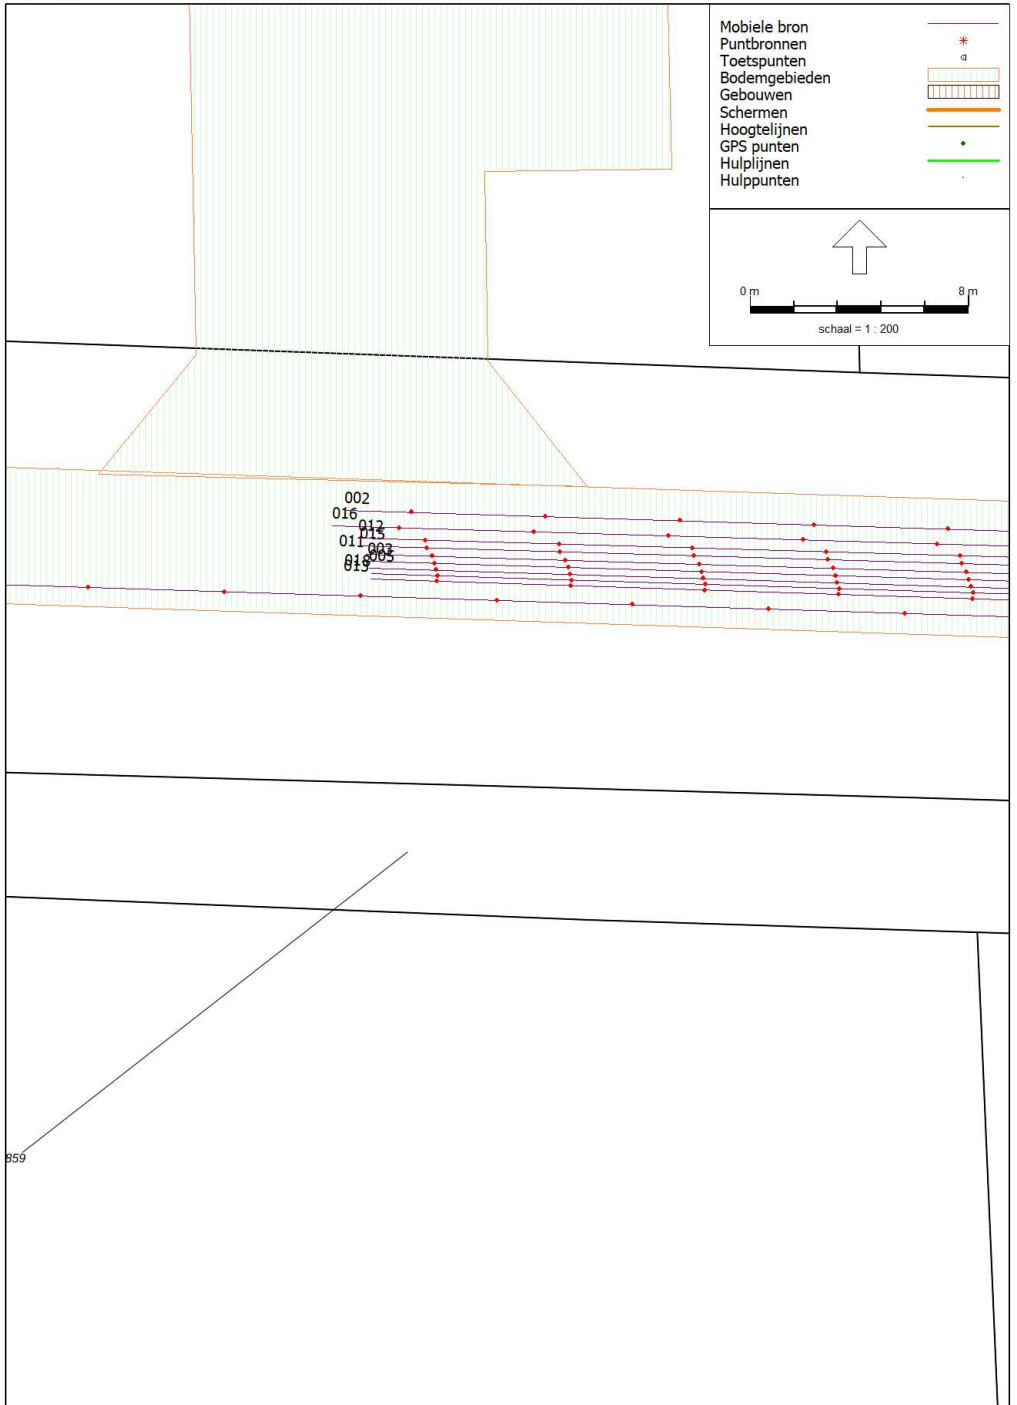 Mobiele bron
Puntbronnen
Toetspunten
Bodemgebieden
Gebouwen
Schermen
Hoogtelijnen
GPS punten
Hulplijnen
Hulppunten
0 m 8 m
schaal = 1 : 200
002
016
012
015
011
003
005
013
859